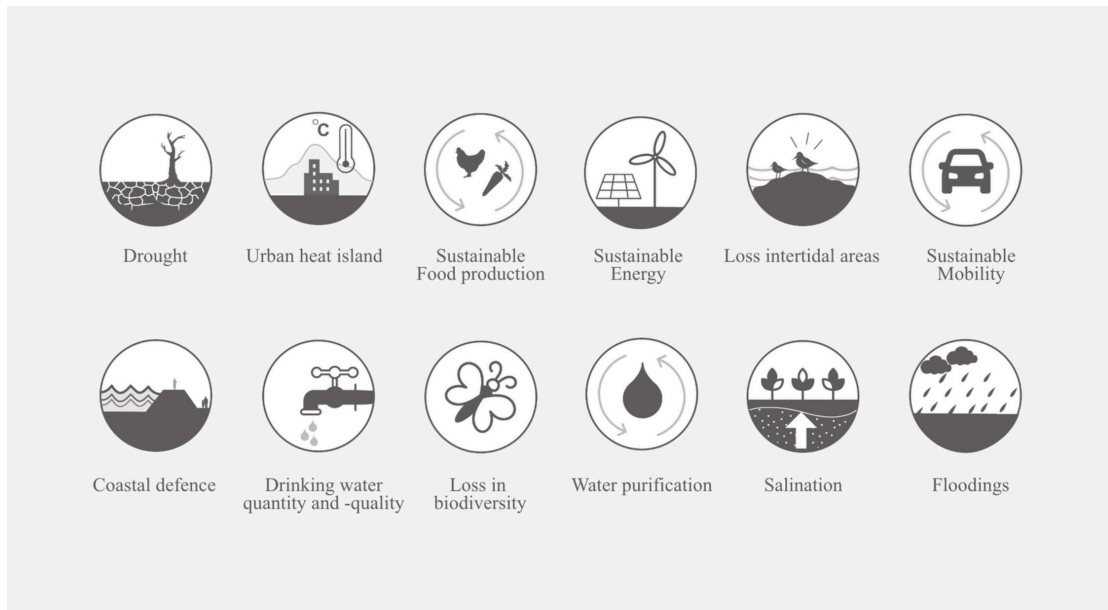 °C
Drought
Urban heat island
Sustainable
Food production
Sustainable
Energy
Loss intertidal areas
Sustainable
Mobility
Coastal defence
Drinking water
quantity and -quality
Loss in
biodiversity
Water purification
Salination
Floodings